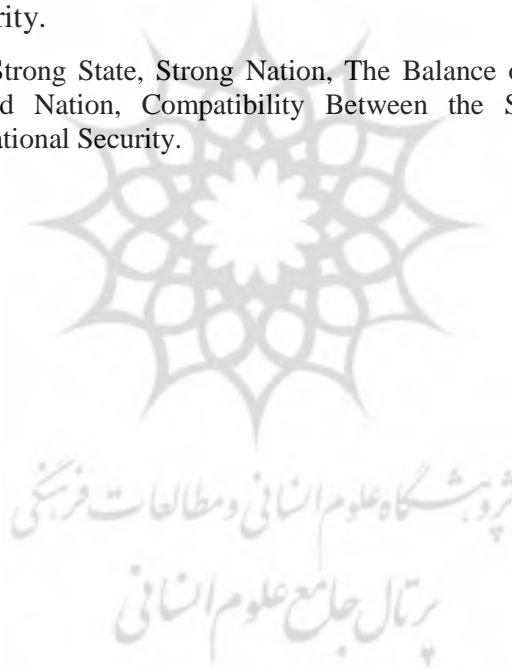 rity.
Strong State, Strong Nation, The Balance o
d Nation, Compatibility Between the S
ational Security.
پژوهشگاه علوم انسانی و مطالعات فرهنگی
پرتال جامع علوم انسانی